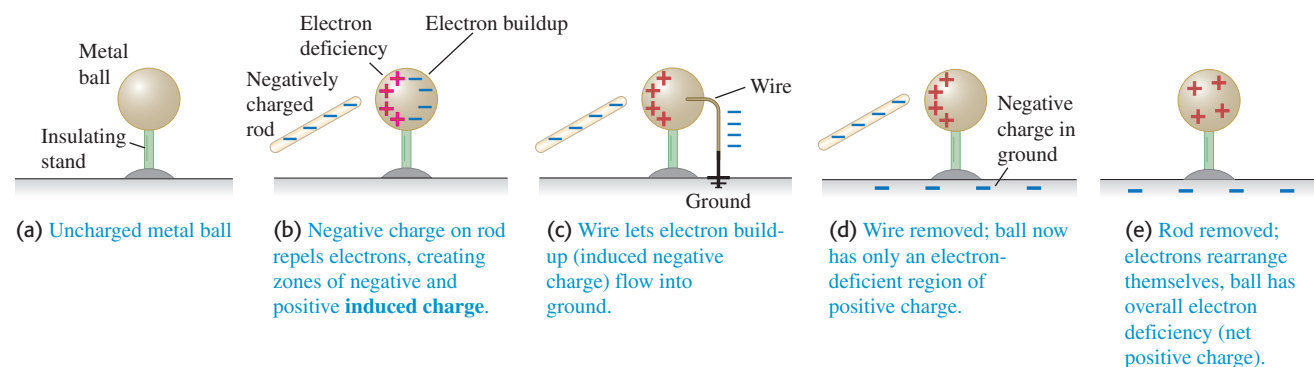 Metal
ball
Insulating
stand
(a) Uncharged metal ball
Electron
deficiency
Electron buildup
Negatively
charged
rod
(b) Negative charge on rod
repels electrons, creating
zones of negative and
positive induced charge.
Wire
Ground
(c) Wire lets electron build-
up (induced negative
charge) flow into
ground.
Negative
charge in
ground
(d) Wire removed; ball now
has only an electron-
deficient region of
positive charge.
(e) Rod removed;
electrons rearrange
themselves, ball has
overall electron
deficiency (net
positive charge).